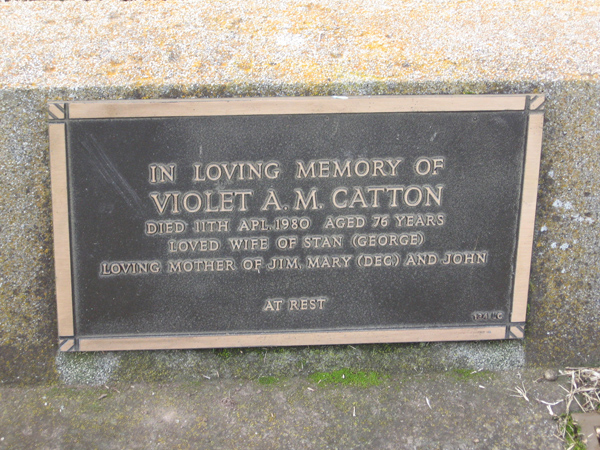 IN LOVING MEMORY OF
VIOLET A. M. CATTON
DIED 11TH APL. 1980 AGED 76 YEARS
LOVED WIFE OF STAN (GEORGE)
LOVING MOTHER OF JIM, MARY (DEC.) AND JOHN
AT REST